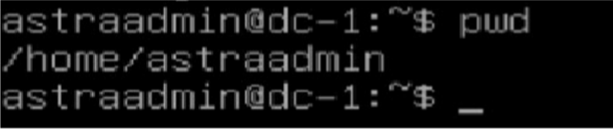 astraadmin@dc-1:~$ pwd
/home/astraadmin
astraadmin@dc-1:~$ _